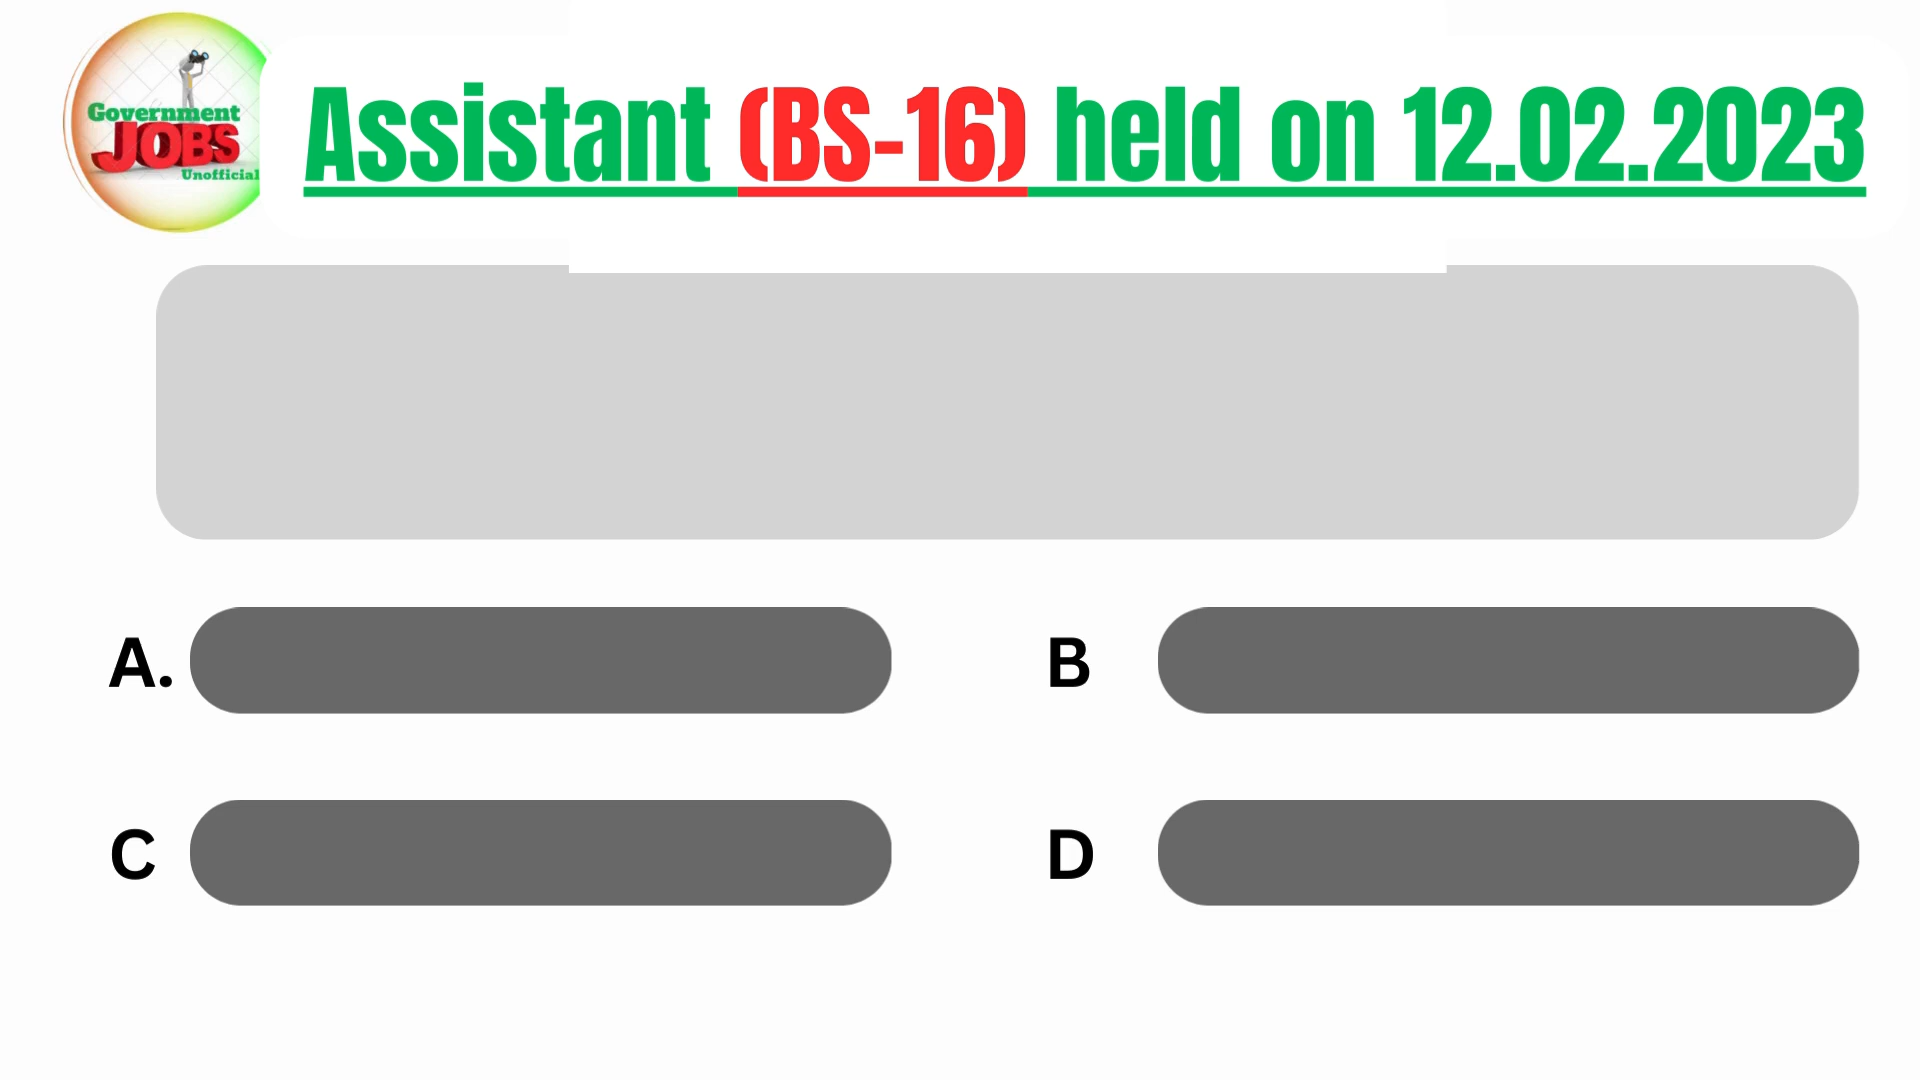 Government
JOBS
Unofficial
Assistant (BS-16) held on 12.02.2023
A.
B
C
D